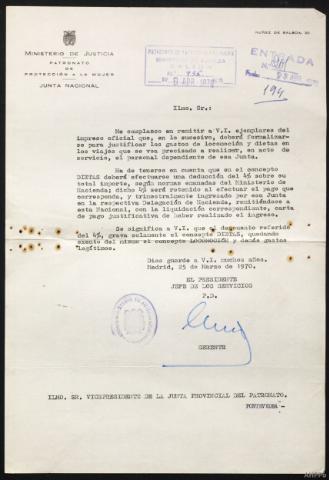 NUÑEZ DE BALBOA, 33
MINISTERIO DE JUSTICIA
PATRONATO
DE
PROTECCIÓN A LA MUJER
JUNTA NACIONAL
ENTRADA
194
Ilmo. Sr.:
Me complazco en remitir a V.I. ejemplares del
impreso oficial que, en lo sucesivo, deberá formalizar-
se para justificar los gastos de locomoción y dietas en
los viajes que se vea precisado a realizar, en acto de
servicio, el personal dependiente de esa Junta.
Ha de tenerse en cuenta que en el concepto
DIETAS deberá efectuarse una deducción del 4% sobre su
total importe, según normas emanadas del Ministerio de
Hacienda; dicho 4% será retenido al efectuar el pago que
corresponda, y trimestralmente ingresado por esa Junta
en la respectiva Delegación de Hacienda, remitiéndose a
esta Nacional, con la liquidación correspondiente, carta
de pago justificativa de haber realizado el ingreso.
Se significa a V.I. que el descuento referido
del 4%, grava solamente el concepto DIETAS, quedando
exento del mismo el concepto LOCOMOCIÓN y demás gastos
legítimos.
Dios guarde a V.I. muchos años.
Madrid, 25 de Marzo de 1970.
EL PRESIDENTE
JEFE DE LOS SERVICIOS
P.D.
GERENTE
ILMO. SR. VICEPRESIDENTE DE LA JUNTA PROVINCIAL DEL PATRONATO.
PONTEVEDRA